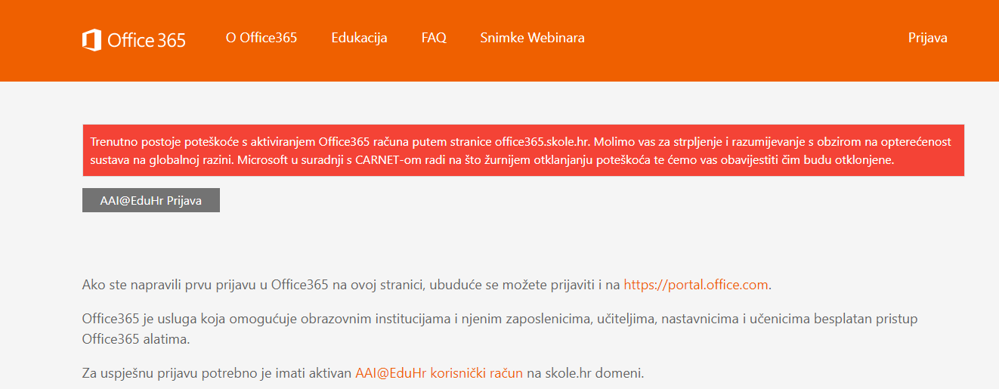 Office 365 O Office365 Edukacija FAQ Snimke Webinara Prijava
Trenutno postoje poteškoće s aktiviranjem Office365 računa putem stranice office365.skole.hr. Molimo vas za strpljenje i razumijevanje s obzirom na opterećenost
sustava na globalnoj razini. Microsoft u suradnji s CARNET-om radi na što žurnijem otklanjanju poteškoća te ćemo vas obavijestiti čim budu otklonjene.
AAI@EduHr Prijava
Ako ste napravili prvu prijavu u Office365 na ovoj stranici, ubuduće se možete prijaviti i na https://portal.office.com.
Office365 je usluga koja omogućuje obrazovnim institucijama i njenim zaposlenicima, učiteljima, nastavnicima i učenicima besplatan pristup
Office365 alatima.
Za uspješnu prijavu potrebno je imati aktivan AAI@EduHr korisnički račun na skole.hr domeni.